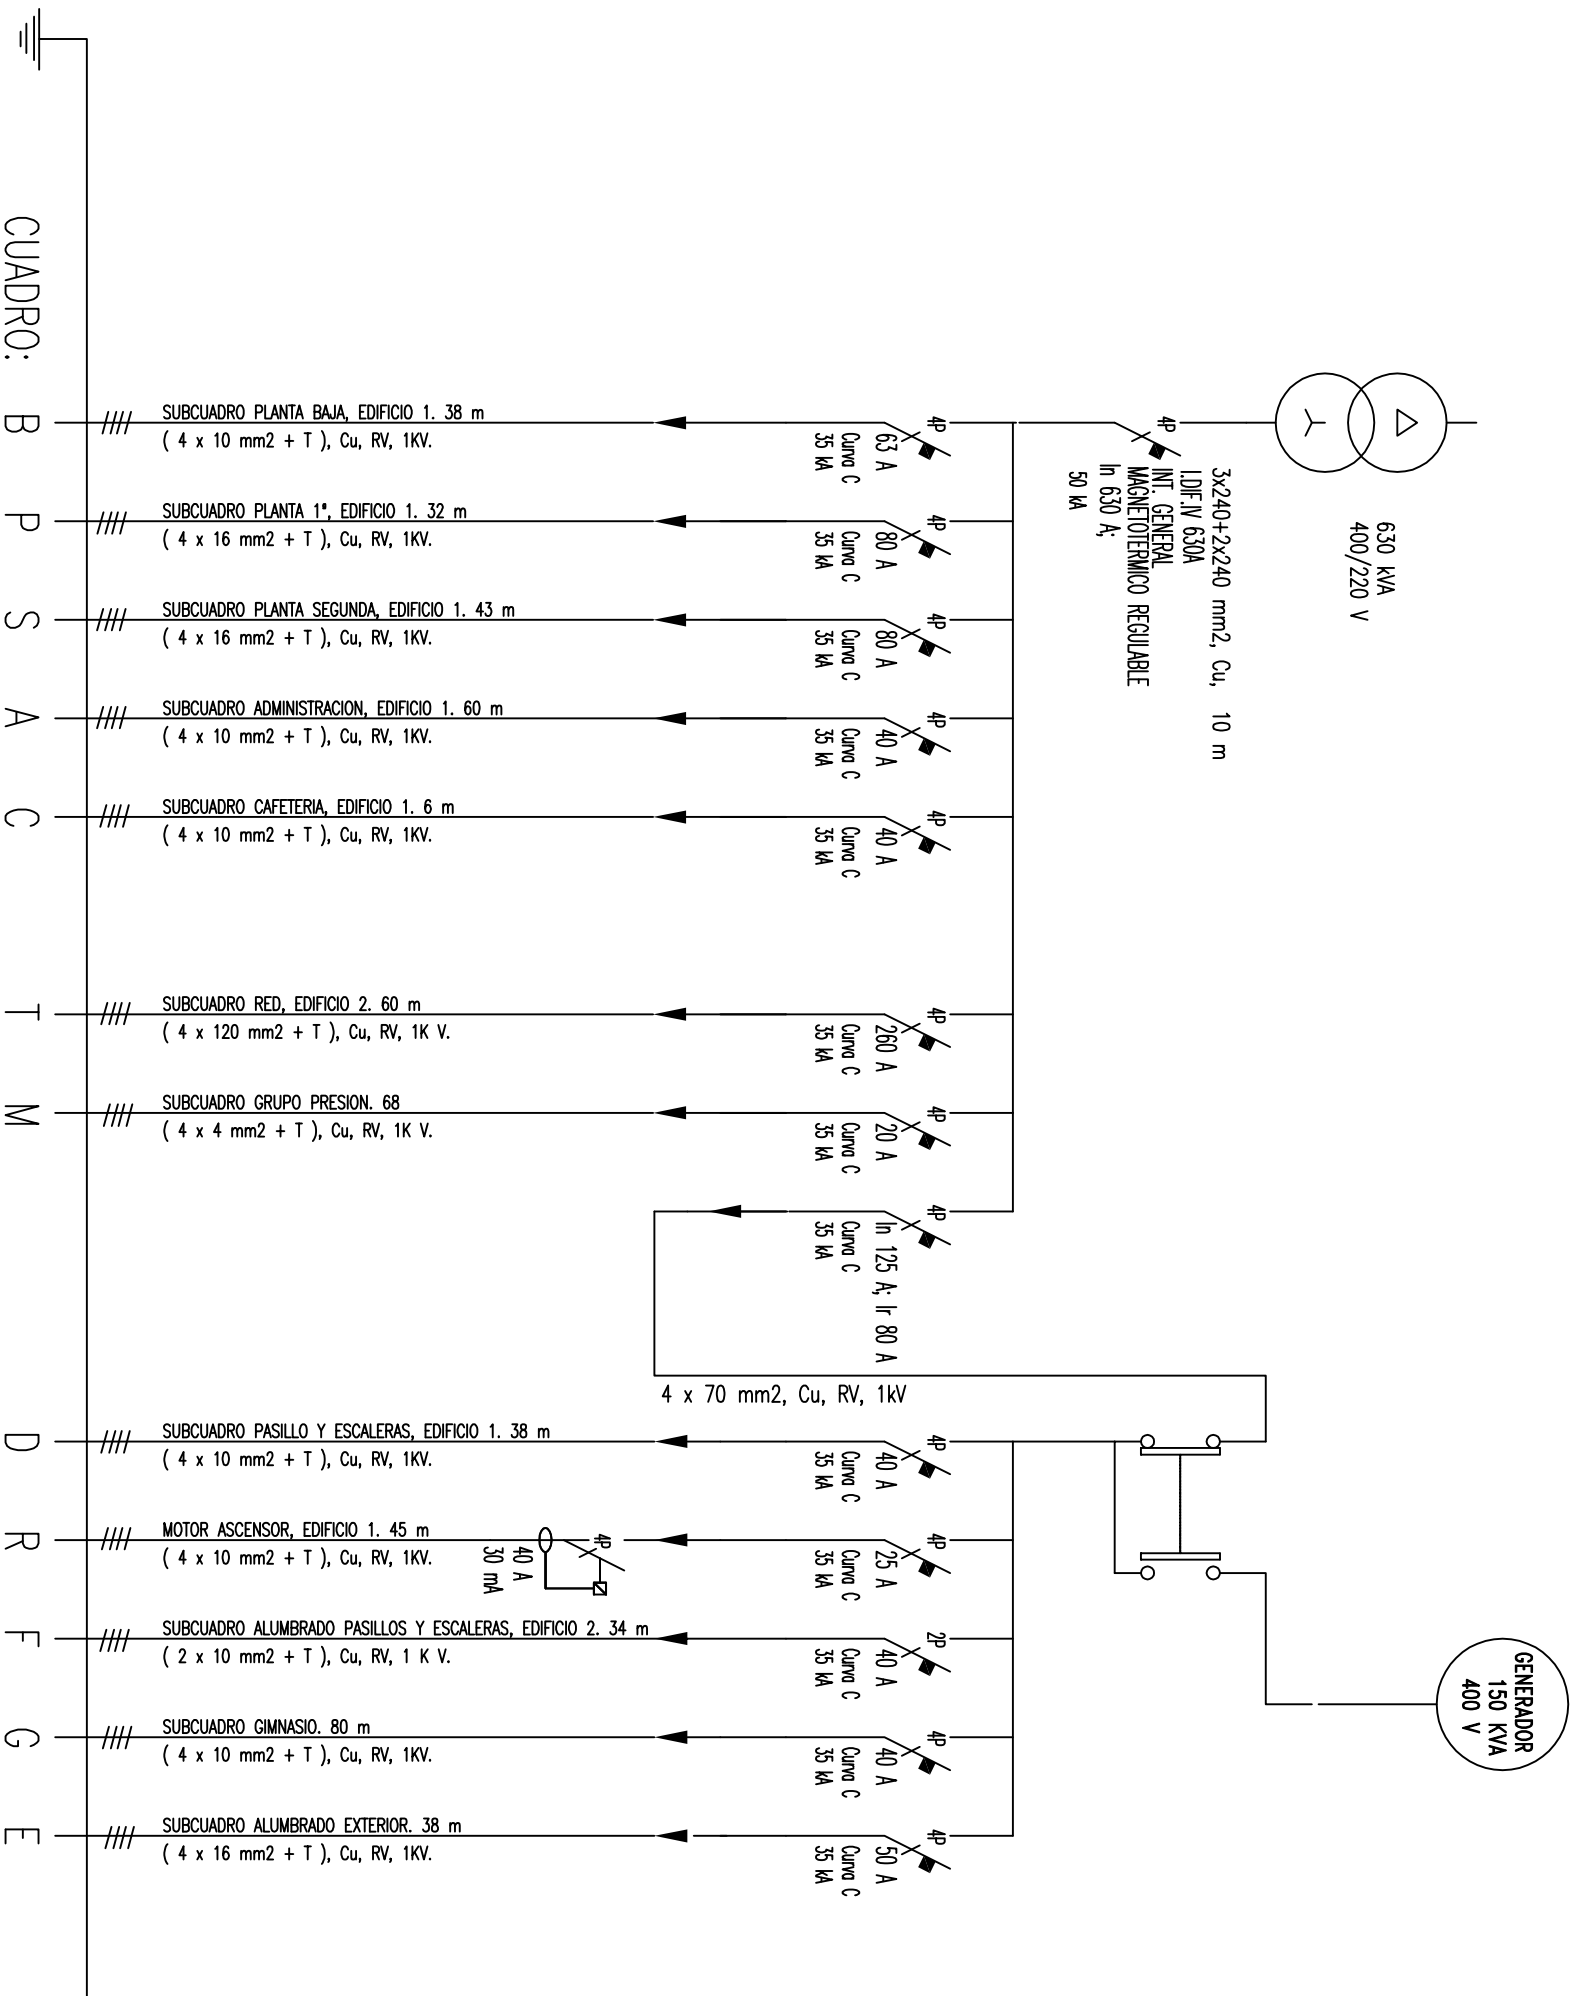 630 kVA
400/220 V
3x240+2x240 mm2, Cu, 10 m
I.DIF.IV 630A
INT. GENERAL
MAGNETOTERMICO REGULABLE
In 630 A;
50 kA
4P
GENERADOR
150 KVA
400 V
4P
63 A
Curva C
35 kA
SUBCUADRO PLANTA BAJA, EDIFICIO 1. 38 m
( 4 x 10 mm2 + T ), Cu, RV, 1KV.
4P
80 A
Curva C
35 kA
SUBCUADRO PLANTA 1ª, EDIFICIO 1. 32 m
( 4 x 16 mm2 + T ), Cu, RV, 1KV.
4P
80 A
Curva C
35 kA
SUBCUADRO PLANTA SEGUNDA, EDIFICIO 1. 43 m
( 4 x 16 mm2 + T ), Cu, RV, 1KV.
4P
40 A
Curva C
35 kA
SUBCUADRO ADMINISTRACION, EDIFICIO 1. 60 m
( 4 x 10 mm2 + T ), Cu, RV, 1KV.
4P
40 A
Curva C
35 kA
SUBCUADRO CAFETERIA, EDIFICIO 1. 6 m
( 4 x 10 mm2 + T ), Cu, RV, 1KV.
4P
260 A
Curva C
35 kA
SUBCUADRO RED, EDIFICIO 2. 60 m
( 4 x 120 mm2 + T ), Cu, RV, 1K V.
4P
20 A
Curva C
35 kA
SUBCUADRO GRUPO PRESION. 68
( 4 x 4 mm2 + T ), Cu, RV, 1K V.
4P
In 125 A; Ir 80 A
Curva C
35 kA
4 x 70 mm2, Cu, RV, 1kV
4P
40 A
Curva C
35 kA
SUBCUADRO PASILLO Y ESCALERAS, EDIFICIO 1. 38 m
( 4 x 10 mm2 + T ), Cu, RV, 1KV.
4P
25 A
Curva C
35 kA
4P
40 A
30 mA
MOTOR ASCENSOR, EDIFICIO 1. 45 m
( 4 x 10 mm2 + T ), Cu, RV, 1KV.
2P
40 A
Curva C
35 kA
SUBCUADRO ALUMBRADO PASILLOS Y ESCALERAS, EDIFICIO 2. 34 m
( 2 x 10 mm2 + T ), Cu, RV, 1 K V.
4P
40 A
Curva C
35 kA
SUBCUADRO GIMNASIO. 80 m
( 4 x 10 mm2 + T ), Cu, RV, 1KV.
4P
50 A
Curva C
35 kA
SUBCUADRO ALUMBRADO EXTERIOR. 38 m
( 4 x 16 mm2 + T ), Cu, RV, 1KV.
CUADRO: B P S A C T M D R F G E